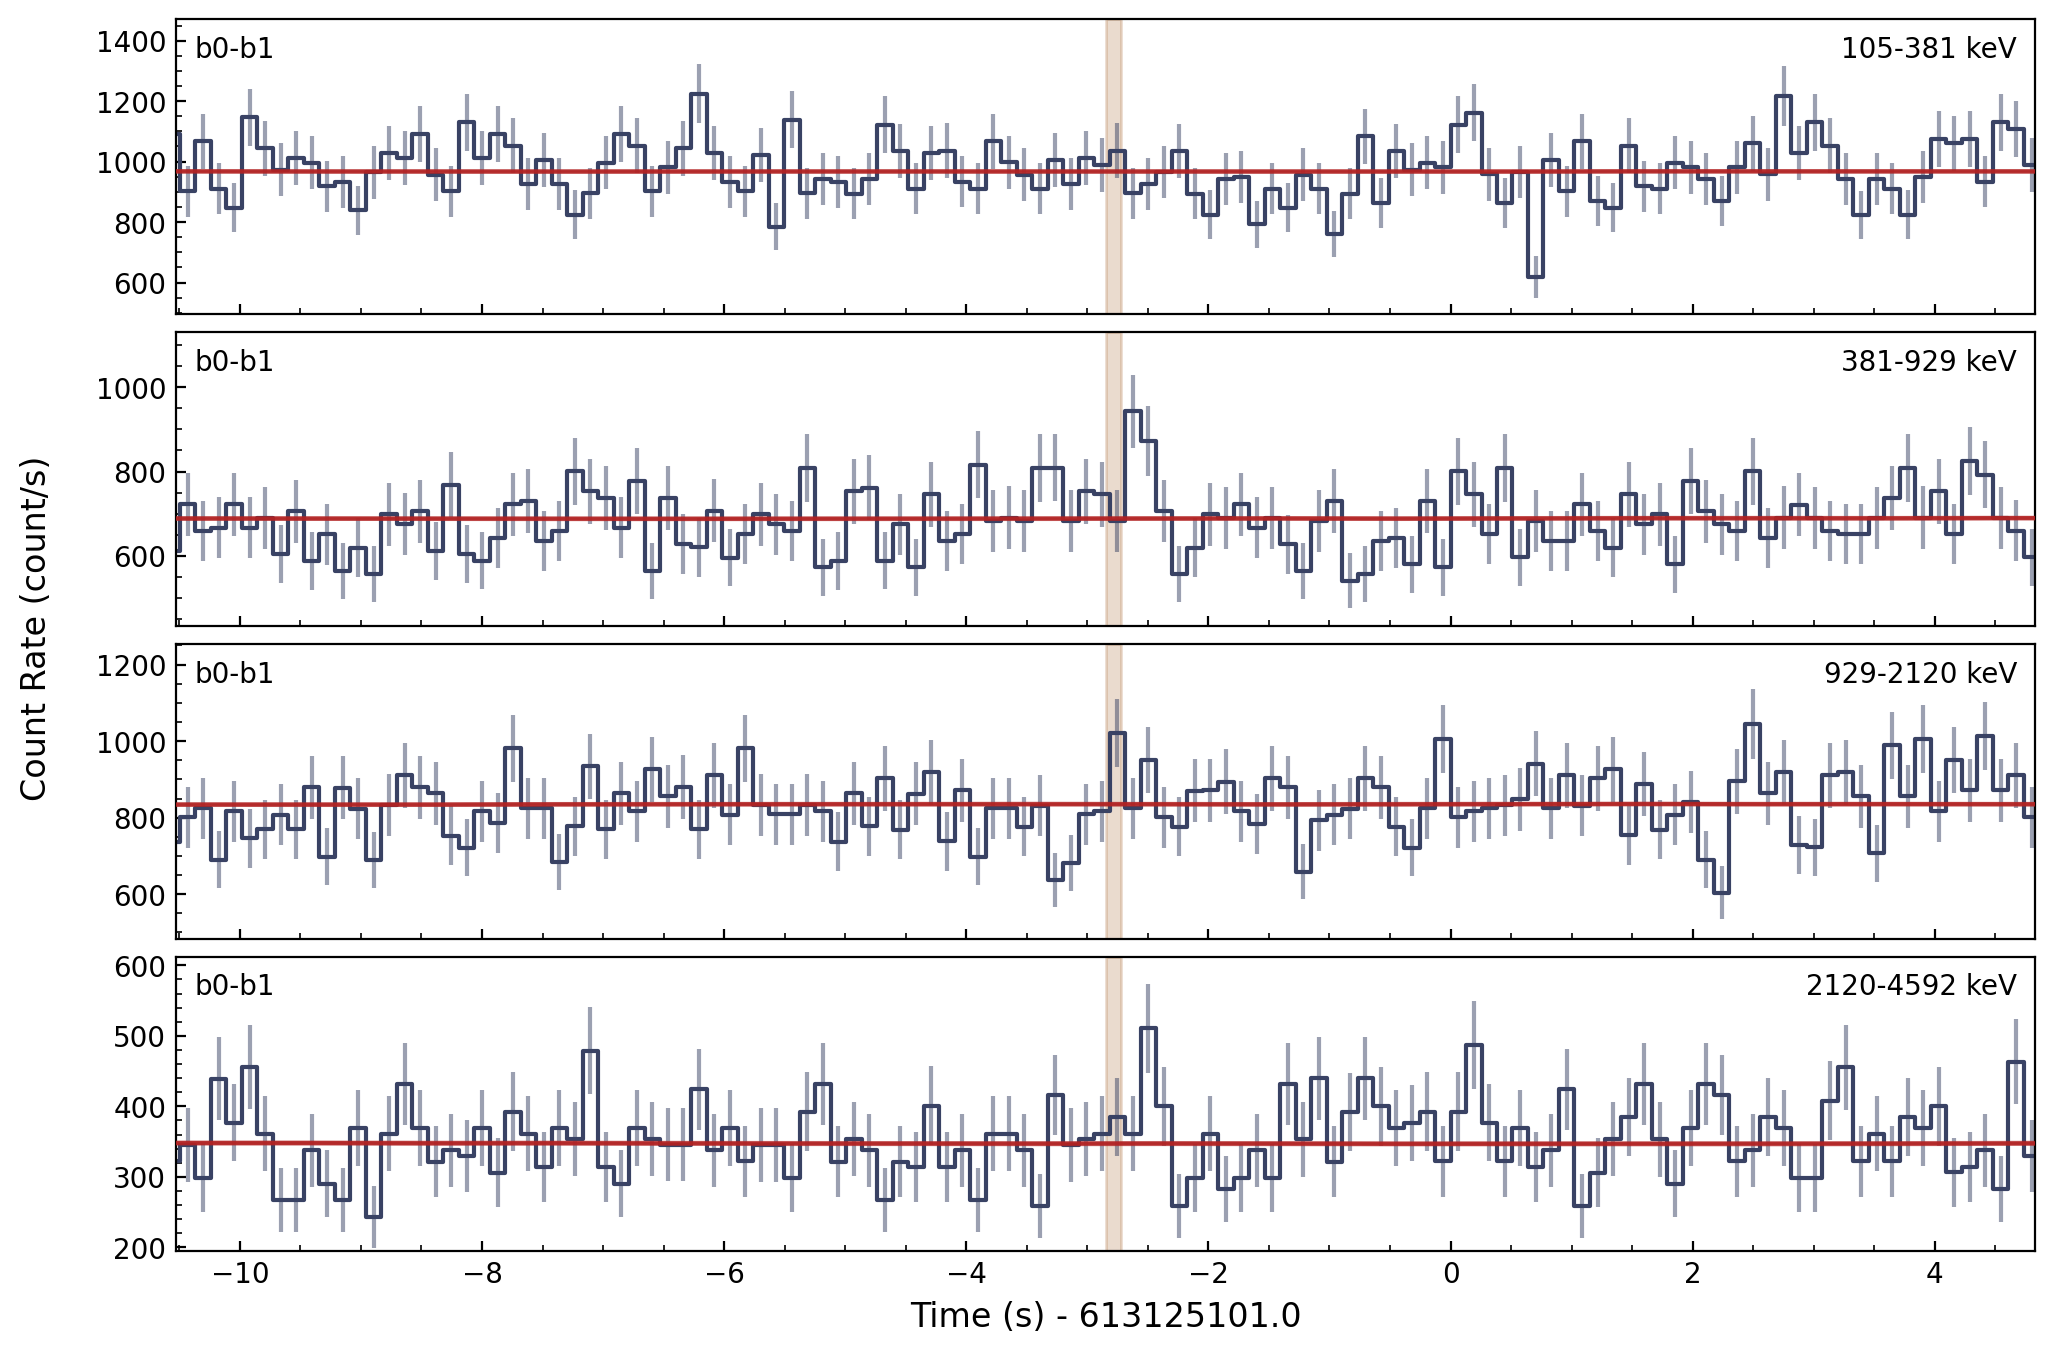 Count Rate (count/s)
b0-b1 105-381 keV
1400
1200
1000
800
600
b0-b1 381-929 keV
1000
800
600
b0-b1 929-2120 keV
1200
1000
800
600
b0-b1 2120-4592 keV
600
500
400
300
200
−10 −8 −6 −4 −2 0 2 4
Time (s) - 613125101.0